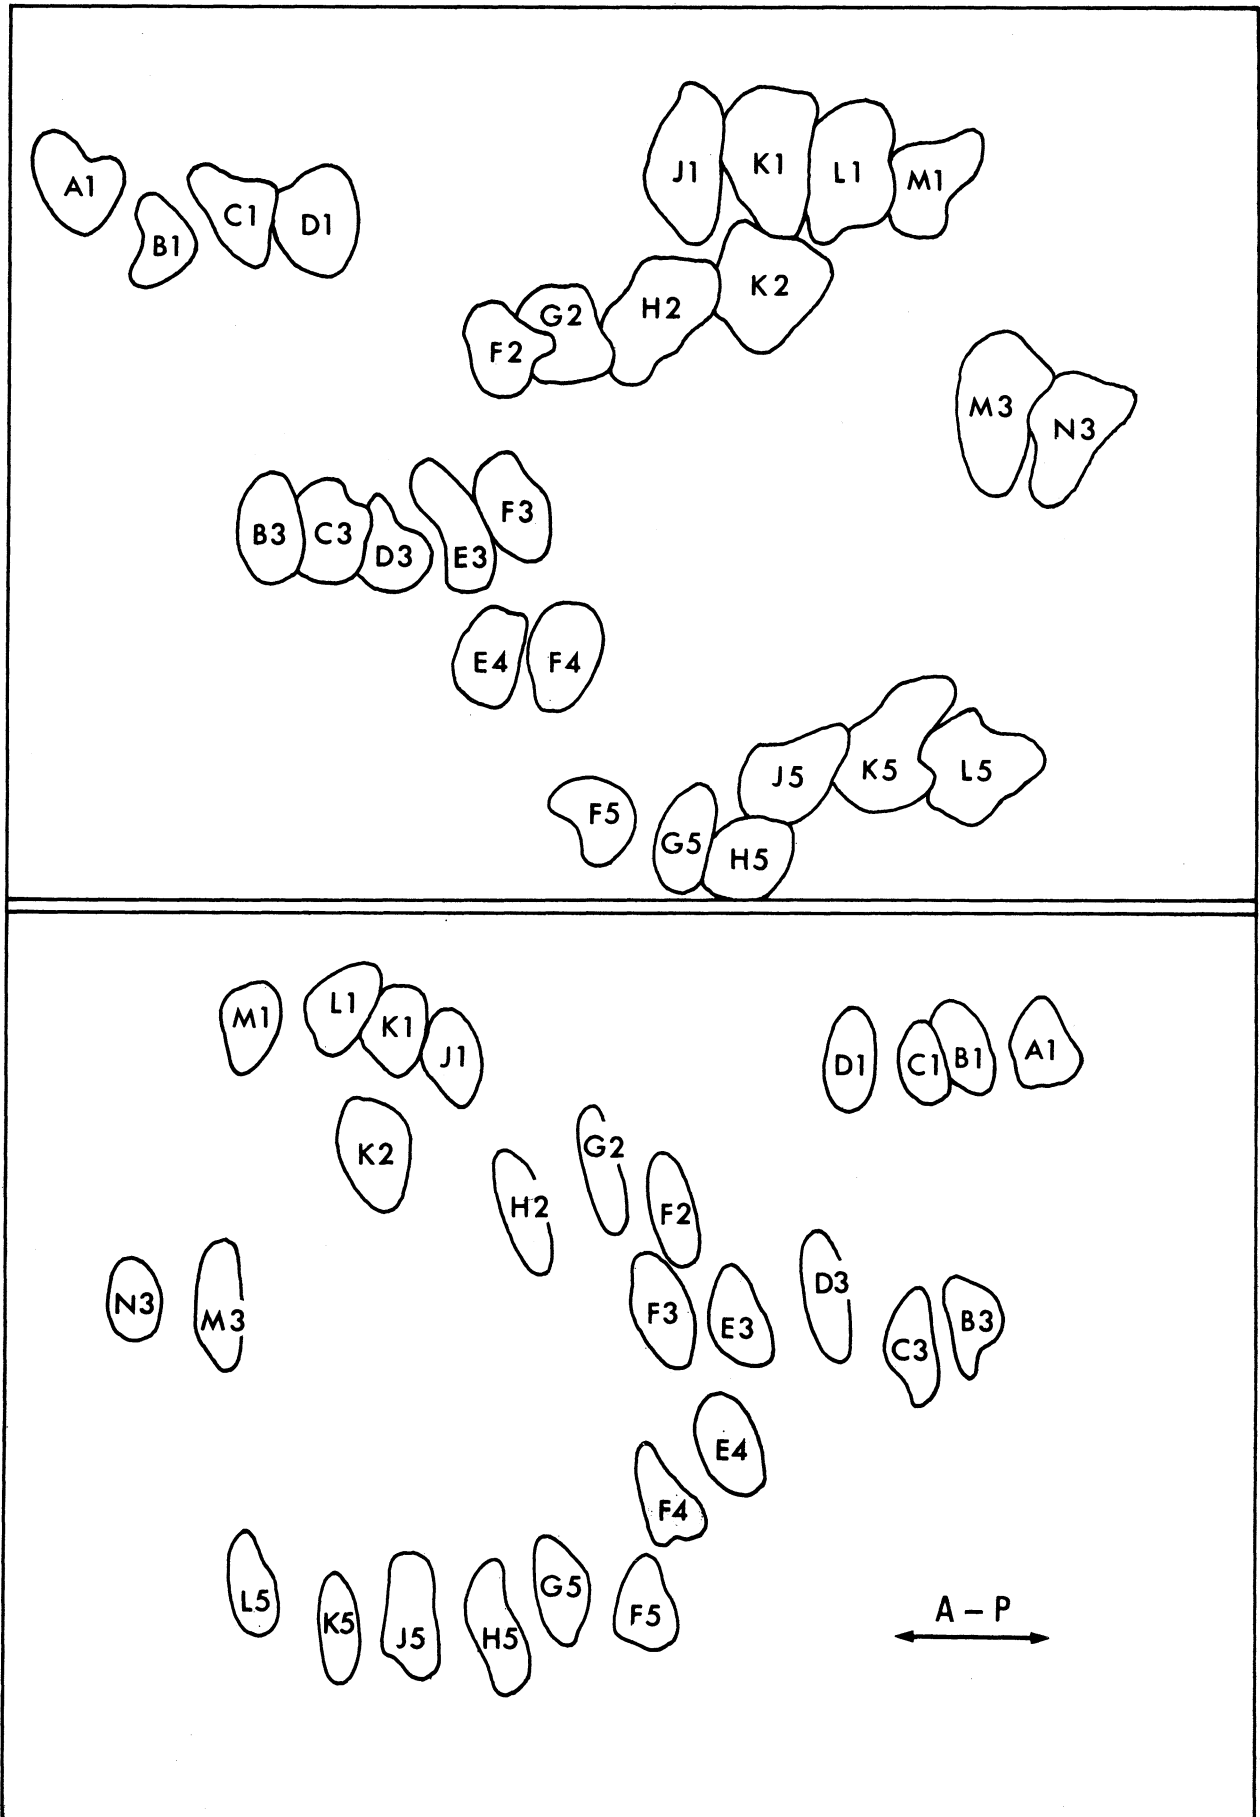 A1 B1 C1 D1 J1 K1 L1 M1
F2 G2 H2 K2
M3 N3
B3 C3 D3 E3 F3
E4 F4
F5 G5 H5 J5 K5 L5
M1 L1 K1 J1 D1 C1 B1 A1
K2 H2 G2 F2
N3 M3 F3 E3 D3 C3 B3
E4
F4
L5 K5 J5 H5 G5 F5
A – P